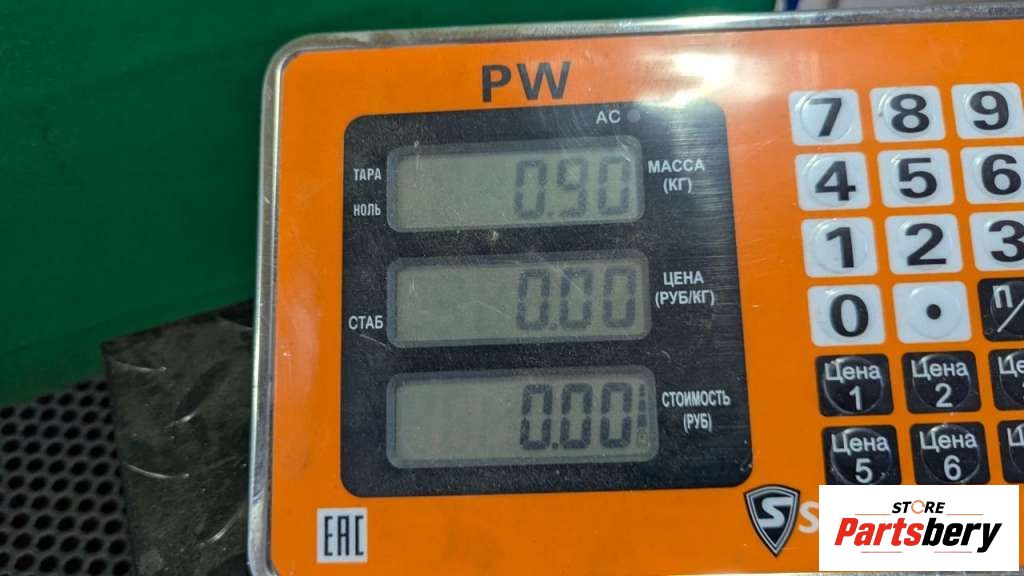 PW
AC
ТАРА
НОЛЬ
0.90
МАССА
(КГ)
СТАБ
0.00
ЦЕНА
(РУБ/КГ)
0.00
СТОИМОСТЬ
(РУБ)
7 8 9
4 5 6
1 2 3
0 •
П/
Цена 1
Цена 2
Цена 5
Цена 6
EAC
S
STORE
Partsbery